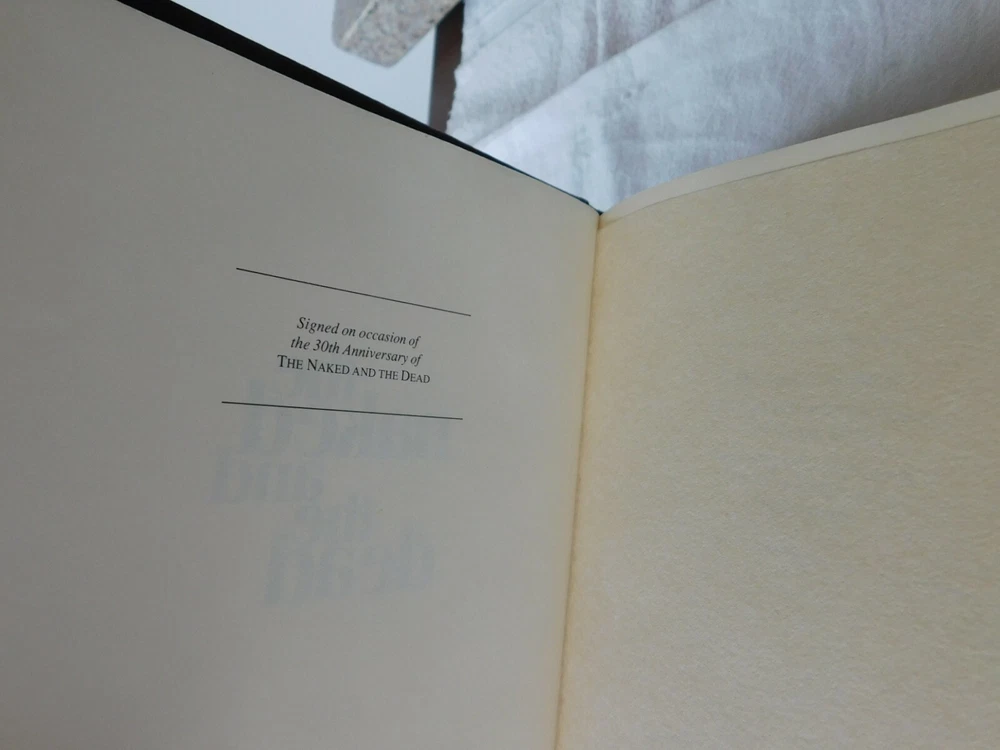 Signed on occasion of
the 30th Anniversary of
THE NAKED AND THE DEAD